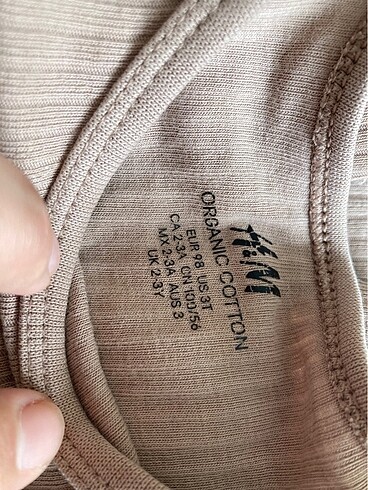 H&M
ORGANIC COTTON
EUR 98 US 3T
CA 2-3A CN 100/56
MX 2-3A AUS 3
UK 2-3Y